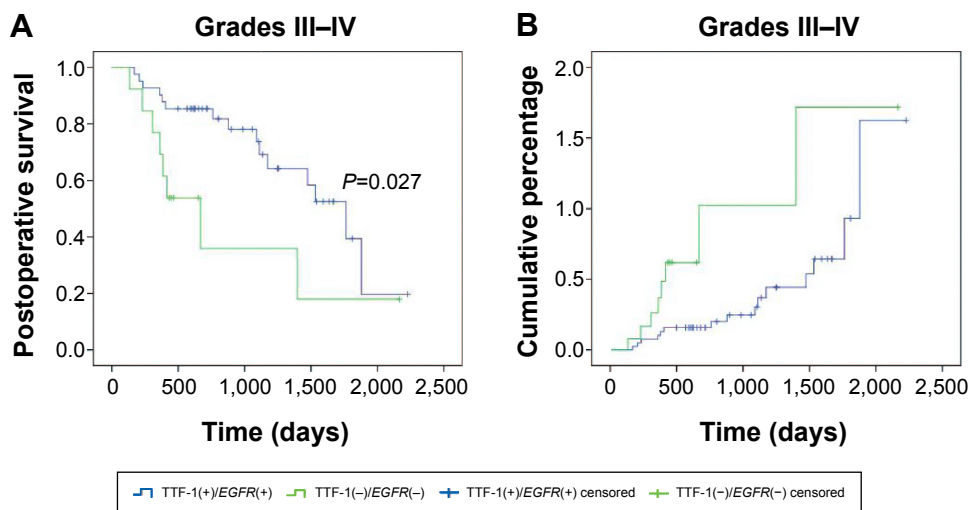 A
Grades III–IV
Postoperative survival
1.0
0.8
0.6
0.4
0.2
0.0
P=0.027
0
500
1,000
1,500
2,000
2,500
Time (days)
B
Grades III–IV
Cumulative percentage
2.0
1.5
1.0
0.5
0.0
0
500
1,000
1,500
2,000
2,500
Time (days)
TTF-1(+)/EGFR(+) TTF-1(–)/EGFR(–) TTF-1(+)/EGFR(+) censored TTF-1(−)/EGFR(−) censored